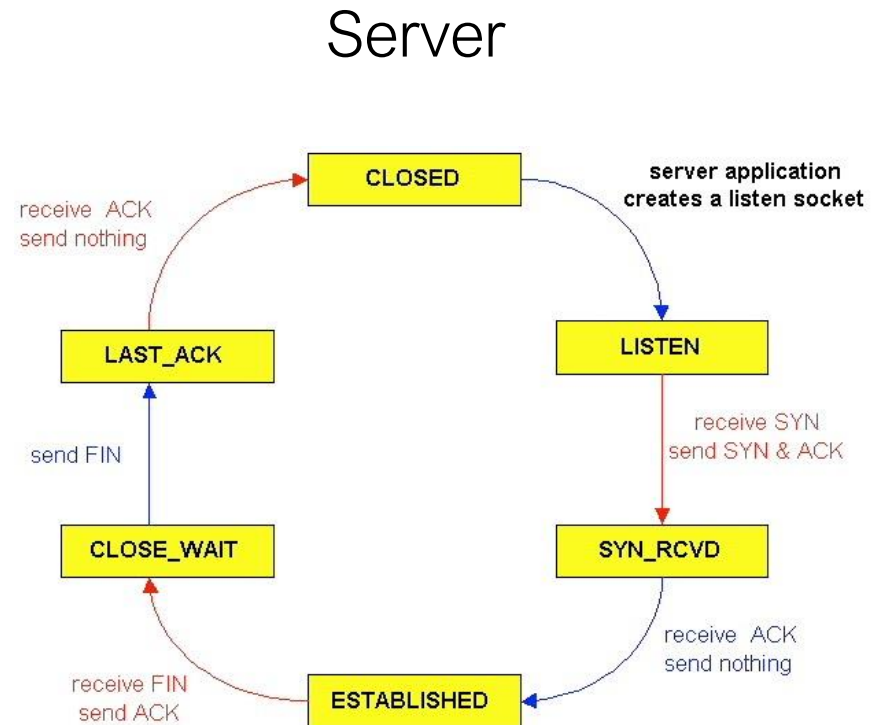 Server
CLOSED
server application
creates a listen socket
receive ACK
send nothing
LAST_ACK
LISTEN
receive SYN
send SYN & ACK
send FIN
CLOSE_WAIT
SYN_RCVD
receive ACK
send nothing
receive FIN
send ACK
ESTABLISHED